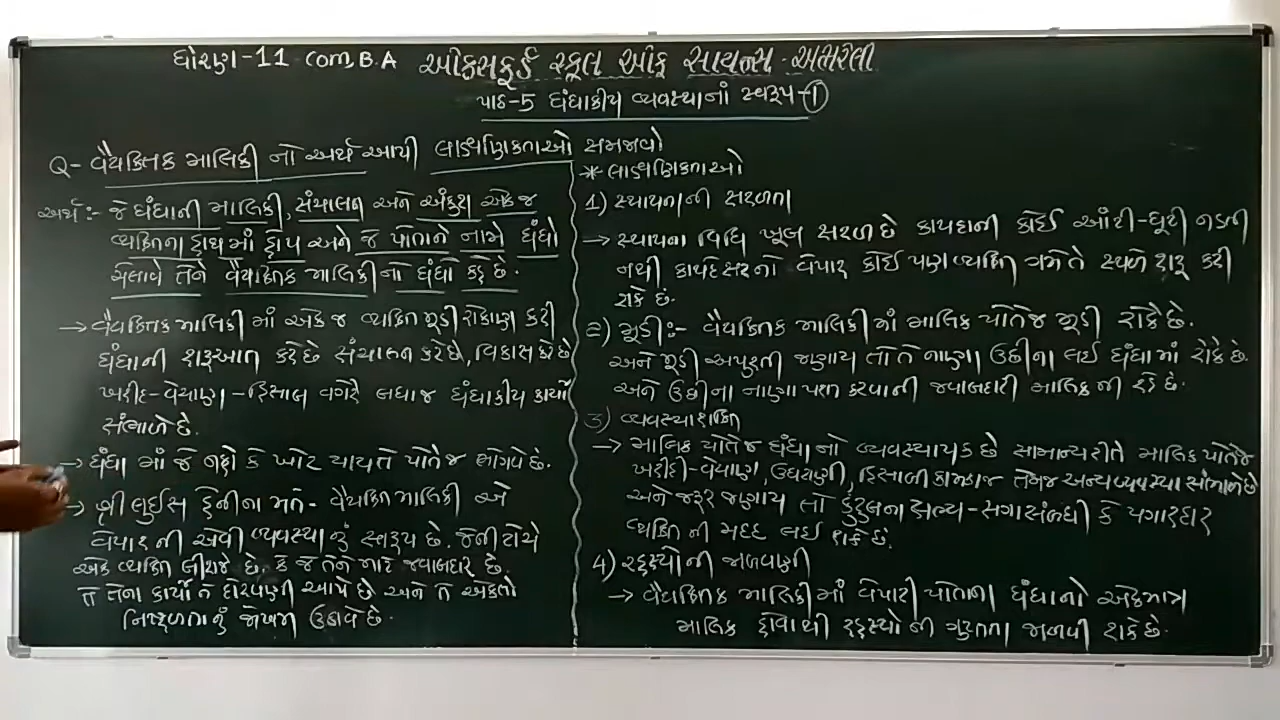 ધોરણ-11 com, B.A ઓક્સફર્ડ સ્કૂલ ઓફ સાયન્સ - અમરેલી
પાઠ-5 ધંધાકીય વ્યવસ્થાનાં સ્વરૂપ-1
Q- વૈયક્તિક માલિકી નો અર્થ આપી લાક્ષણિકતાઓ સમજાવો
અર્થ:- જે ધંધાની માલિકી, સંચાલન અને અંકુશ એક જ
વ્યક્તિના હાથ માં હોય અને જે પોતાને નામે ધંધો
ચલાવે તેને વૈયક્તિક માલિકીનો ધંધો કહે છે.
→ વૈયક્તિક માલિકી માં એક જ વ્યક્તિ મૂડી રોકાણ કરી
ધંધાની શરૂઆત કરે છે સંચાલન કરે છે, વિકાસ કરે છે
ખરીદ-વેચાણ-હિસાબ વગેરે બધા જ ધંધાકીય કાર્યો
સંભાળે છે.
→ ધંધા માં જે નફો કે ખોટ થાય તે પોતે જ ભોગવે છે.
→ શ્રી લુઈસ હેનીના મતે- વૈયક્તિ માલિકી એ
વેપાર ની એવી વ્યવસ્થા નું સ્વરૂપ છે. જેની ટોચે
એક વ્યક્તિ બીરાજે છે. કે જે તેને માટે જવાબદાર છે.
તે તેના કાર્યો ને દોરવણી આપે છે અને તે એકલો
નિષ્ફળતા નું જોખમ ઉઠાવે છે.
* લાક્ષણિકતાઓ
1) સ્થાપનાની સરળતા
→ સ્થાપના વિધિ ખૂબ સરળ છે કાયદાની કોઈ આંટી-ઘૂંટી નડતી
નથી કાયદેસરનો વેપાર કોઈ પણ વ્યક્તિ ગમે તે સ્થળે શરૂ કરી
શકે છે.
2) મૂડી:- વૈયક્તિક માલિકીમાં માલિક પોતે જ મૂડી રોકે છે.
અને મૂડી અપુરતી જણાય તો તે નાણા ઉછીના લઈ ધંધા માં રોકે છે.
અને ઉછીના નાણા પરત કરવાની જવાબદારી માલિક ની રહે છે.
3) વ્યવસ્થાશક્તિ
→ માલિક પોતે જ ધંધા નો વ્યવસ્થાપક છે સામાન્ય રીતે માલિક પોતે જ
ખરીદી-વેચાણ, ઉઘરાણી, હિસાબી કામકાજ તેમજ અન્ય વ્યવસ્થા સંભાળે છે
અને જરૂર જણાય તો કુટુંબના સભ્ય-સગાસંબંધી કે પગારદાર
વ્યક્તિ ની મદદ લઈ શકે છે.
4) રહસ્યોની જાળવણી
→ વૈયક્તિક માલિકીમાં વેપારી પોતાના ધંધાનો એકમાત્ર
માલિક હોવાથી રહસ્યો ની ગુપ્તતા જાળવી શકે છે.